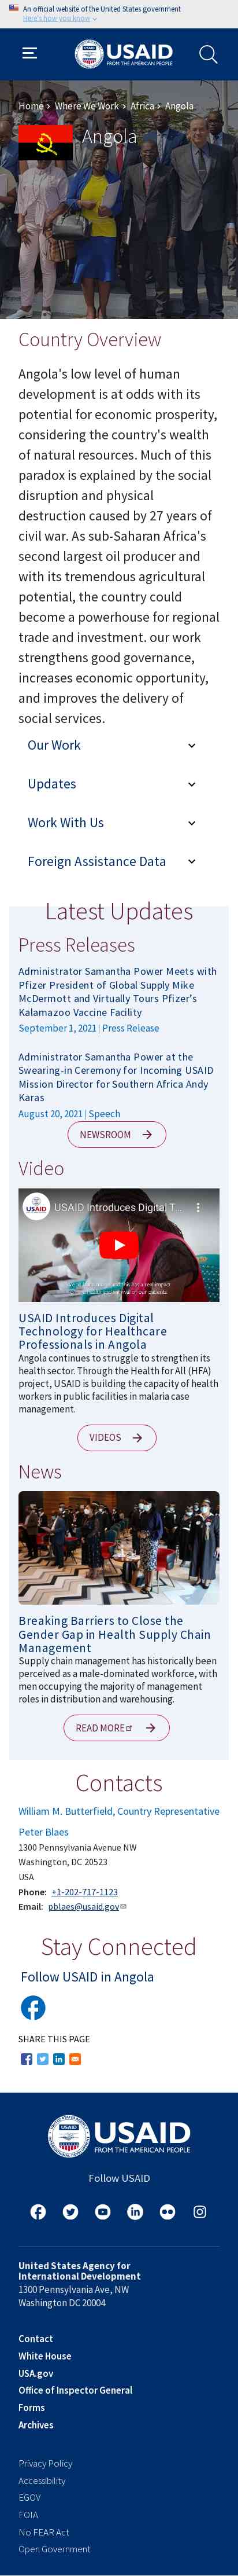 An official website of the United States government
Here's how you know
USAID
FROM THE AMERICAN PEOPLE
Home > Where We Work > Africa > Angola
Angola
Country Overview
Angola's low level of human
development is at odds with its
potential for economic prosperity,
considering the country's wealth
of natural resources. Much of this
paradox is explained by the social
disruption and physical
destruction caused by 27 years of
civil war. As sub-Saharan Africa's
second largest oil producer and
with its tremendous agricultural
potential, the country could
become a powerhouse for regional
trade and investment. our work
strengthens good governance,
increases economic opportunity,
and improves the delivery of
social services.
Our Work
Updates
Work With Us
Foreign Assistance Data
Latest Updates
Press Releases
Administrator Samantha Power Meets with
Pfizer President of Global Supply Mike
McDermott and Virtually Tours Pfizer’s
Kalamazoo Vaccine Facility
September 1, 2021 | Press Release
Administrator Samantha Power at the
Swearing-in Ceremony for Incoming USAID
Mission Director for Southern Africa Andy
Karas
August 20, 2021 | Speech
NEWSROOM
Video
USAID
USAID Introduces Digital T...
USAID Introduces Digital
Technology for Healthcare
Professionals in Angola
Angola continues to struggle to strengthen its
health sector. Through the Health for All (HFA)
project, USAID is building the capacity of health
workers in public facilities in malaria case
management.
VIDEOS
News
Breaking Barriers to Close the
Gender Gap in Health Supply Chain
Management
Supply chain management has historically been
perceived as a male-dominated workforce, with
men occupying the majority of management
roles in distribution and warehousing.
READ MORE
Contacts
William M. Butterfield, Country Representative
Peter Blaes
1300 Pennsylvania Avenue NW
Washington, DC 20523
USA
Phone: +1-202-717-1123
Email: pblaes@usaid.gov
Stay Connected
Follow USAID in Angola
SHARE THIS PAGE
USAID
FROM THE AMERICAN PEOPLE
Follow USAID
United States Agency for
International Development
1300 Pennsylvania Ave, NW
Washington DC 20004
Contact
White House
USA.gov
Office of Inspector General
Forms
Archives
Privacy Policy
Accessibility
EGOV
FOIA
No FEAR Act
Open Government